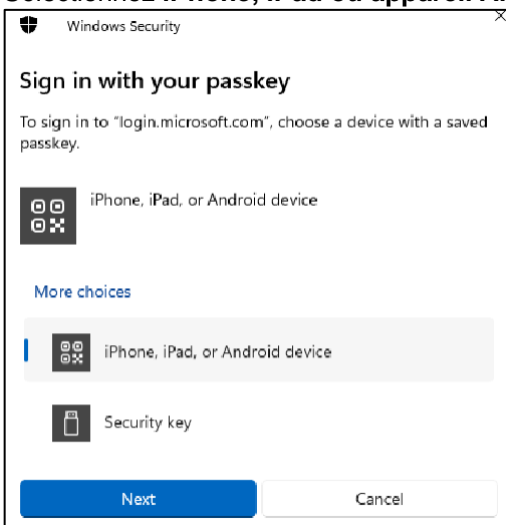 Windows Security
Sign in with your passkey
To sign in to "login.microsoft.com", choose a device with a saved
passkey.
iPhone, iPad, or Android device
More choices
iPhone, iPad, or Android device
Security key
Next
Cancel